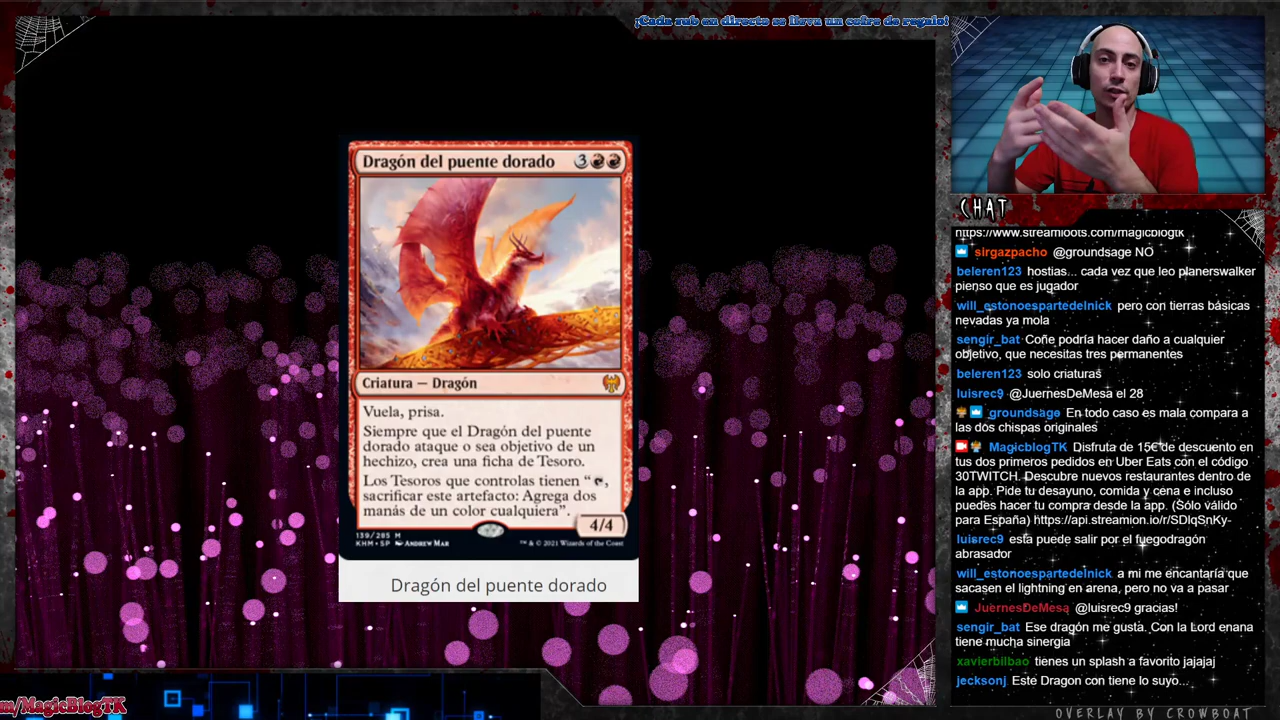 ¡Cada sub en directo se lleva un cofre de regalo!
Dragón del puente dorado 3
Criatura — Dragón
Vuela, prisa.
Siempre que el Dragón del puente
dorado ataque o sea objetivo de un
hechizo, crea una ficha de Tesoro.
Los Tesoros que controlas tienen “ ,
sacrificar este artefacto: Agrega dos
manás de un color cualquiera”.
4/4
139/285 M
KHM • SP ANDREW MAR
™ & © 2021 Wizards of the Coast
Dragón del puente dorado
m/MagicBlogTK
CHAT
https://www.streamloots.com/magicblogtk
sirgazpacho @groundsage NO
beleren123 hostias... cada vez que leo planerswalker
pienso que es jugador
will_estonoespartedelnick pero con tierras básicas
nevadas ya mola
sengir_bat Coñe podría hacer daño a cualquier
objetivo, que necesitas tres permanentes
beleren123 solo criaturas
luisrec9 @JuernesDeMesa el 28
groundsage En todo caso es mala compara a
las dos chispas originales
MagicblogTK Disfruta de 15€ de descuento en
tus dos primeros pedidos en Uber Eats con el código
30TWITCH. Descubre nuevos restaurantes dentro de
la app. Pide tu desayuno, comida y cena e incluso
puedes hacer tu compra desde la app. (Sólo válido
para España) https://api.streamion.io/r/SDIqSnKy-
luisrec9 esta puede salir por el fuegodragón
abrasador
will_estonoespartedelnick a mi me encantaría que
sacasen el lightning en arena, pero no va a pasar
JuernesDeMesa @luisrec9 gracias!
sengir_bat Ese dragón me gusta. Con la Lord enana
tiene mucha sinergia
xavierbilbao tienes un splash a favorito jajajaj
jecksonj Este Dragon con tiene lo suyo...
OVERLAY BY CROWBOAT